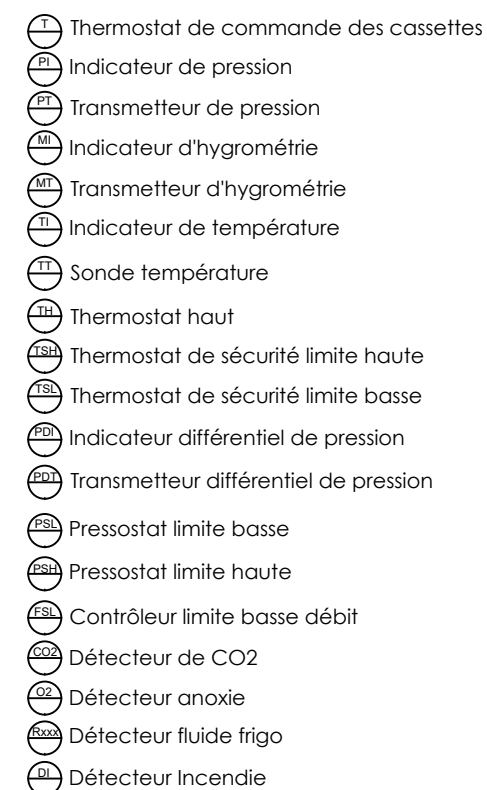 T Thermostat de commande des cassettes
PI Indicateur de pression
PT Transmetteur de pression
MI Indicateur d'hygrométrie
MT Transmetteur d'hygrométrie
TI Indicateur de température
TT Sonde température
TH Thermostat haut
TSH Thermostat de sécurité limite haute
TSL Thermostat de sécurité limite basse
PDI Indicateur différentiel de pression
PDT Transmetteur différentiel de pression
PSL Pressostat limite basse
PSH Pressostat limite haute
FSL Contrôleur limite basse débit
CO2 Détecteur de CO2
O2 Détecteur anoxie
Rxxx Détecteur fluide frigo
DI Détecteur Incendie